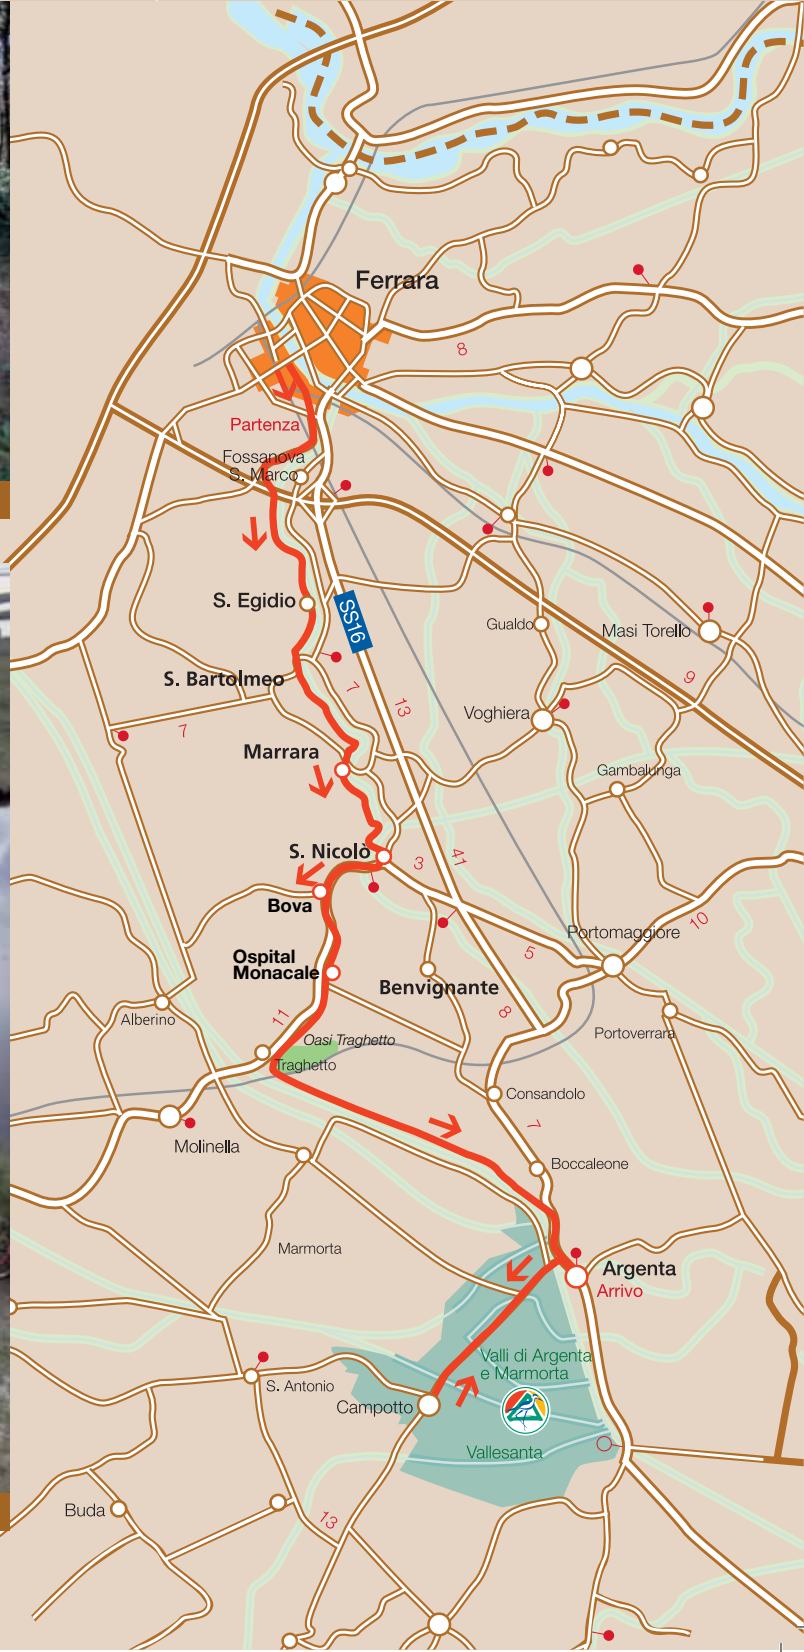 Ferrara
8
Partenza
Fossanova
S. Marco
S. Egidio
SS16
Gualdo
Masi Torello
S. Bartolmeo
7
13
9
7
Voghiera
Marrara
Gambalunga
S. Nicolò
3
41
Bova
10
Portomaggiore
5
Ospital
Monacale
Benvignante
11
8
Alberino
Oasi Traghetto
Portoverrara
Traghetto
Consandolo
7
Molinella
Boccaleone
Marmorta
Argenta
Arrivo
Valli di Argenta
e Marmorta
S. Antonio
Campotto
Vallesanta
Buda
13